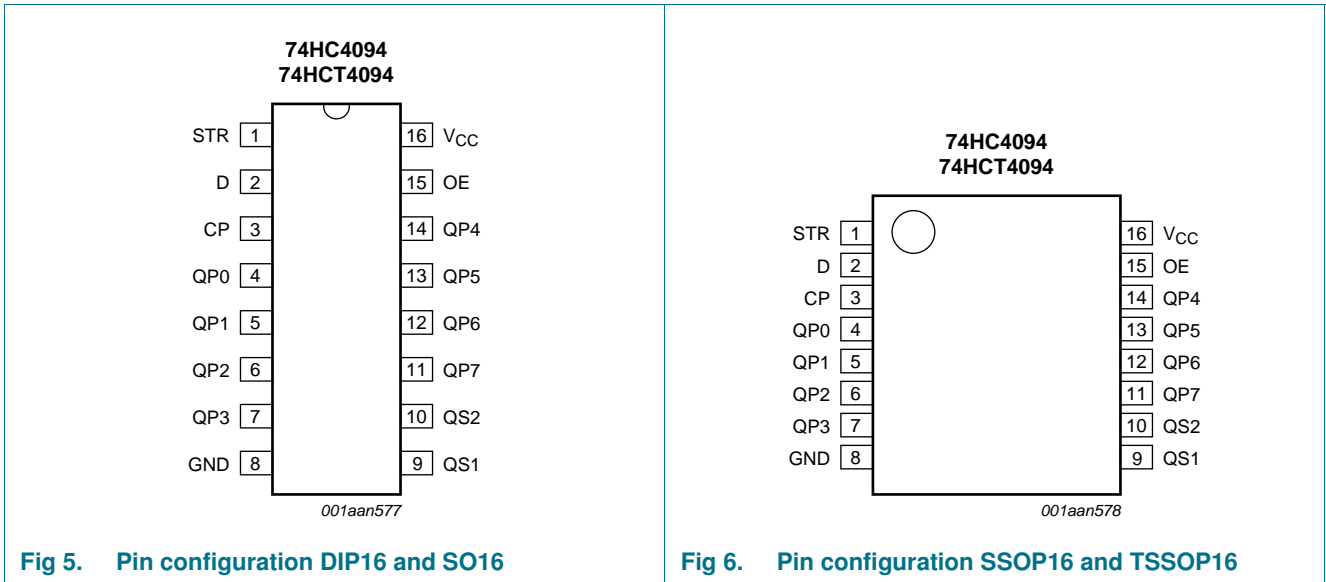 74HC4094
74HCT4094
STR 1 16 VCC
D 2 15 OE
CP 3 14 QP4
QP0 4 13 QP5
QP1 5 12 QP6
QP2 6 11 QP7
QP3 7 10 QS2
GND 8 9 QS1
001aan577
Fig 5. Pin configuration DIP16 and SO16
74HC4094
74HCT4094
STR 1 16 VCC
D 2 15 OE
CP 3 14 QP4
QP0 4 13 QP5
QP1 5 12 QP6
QP2 6 11 QP7
QP3 7 10 QS2
GND 8 9 QS1
001aan578
Fig 6. Pin configuration SSOP16 and TSSOP16